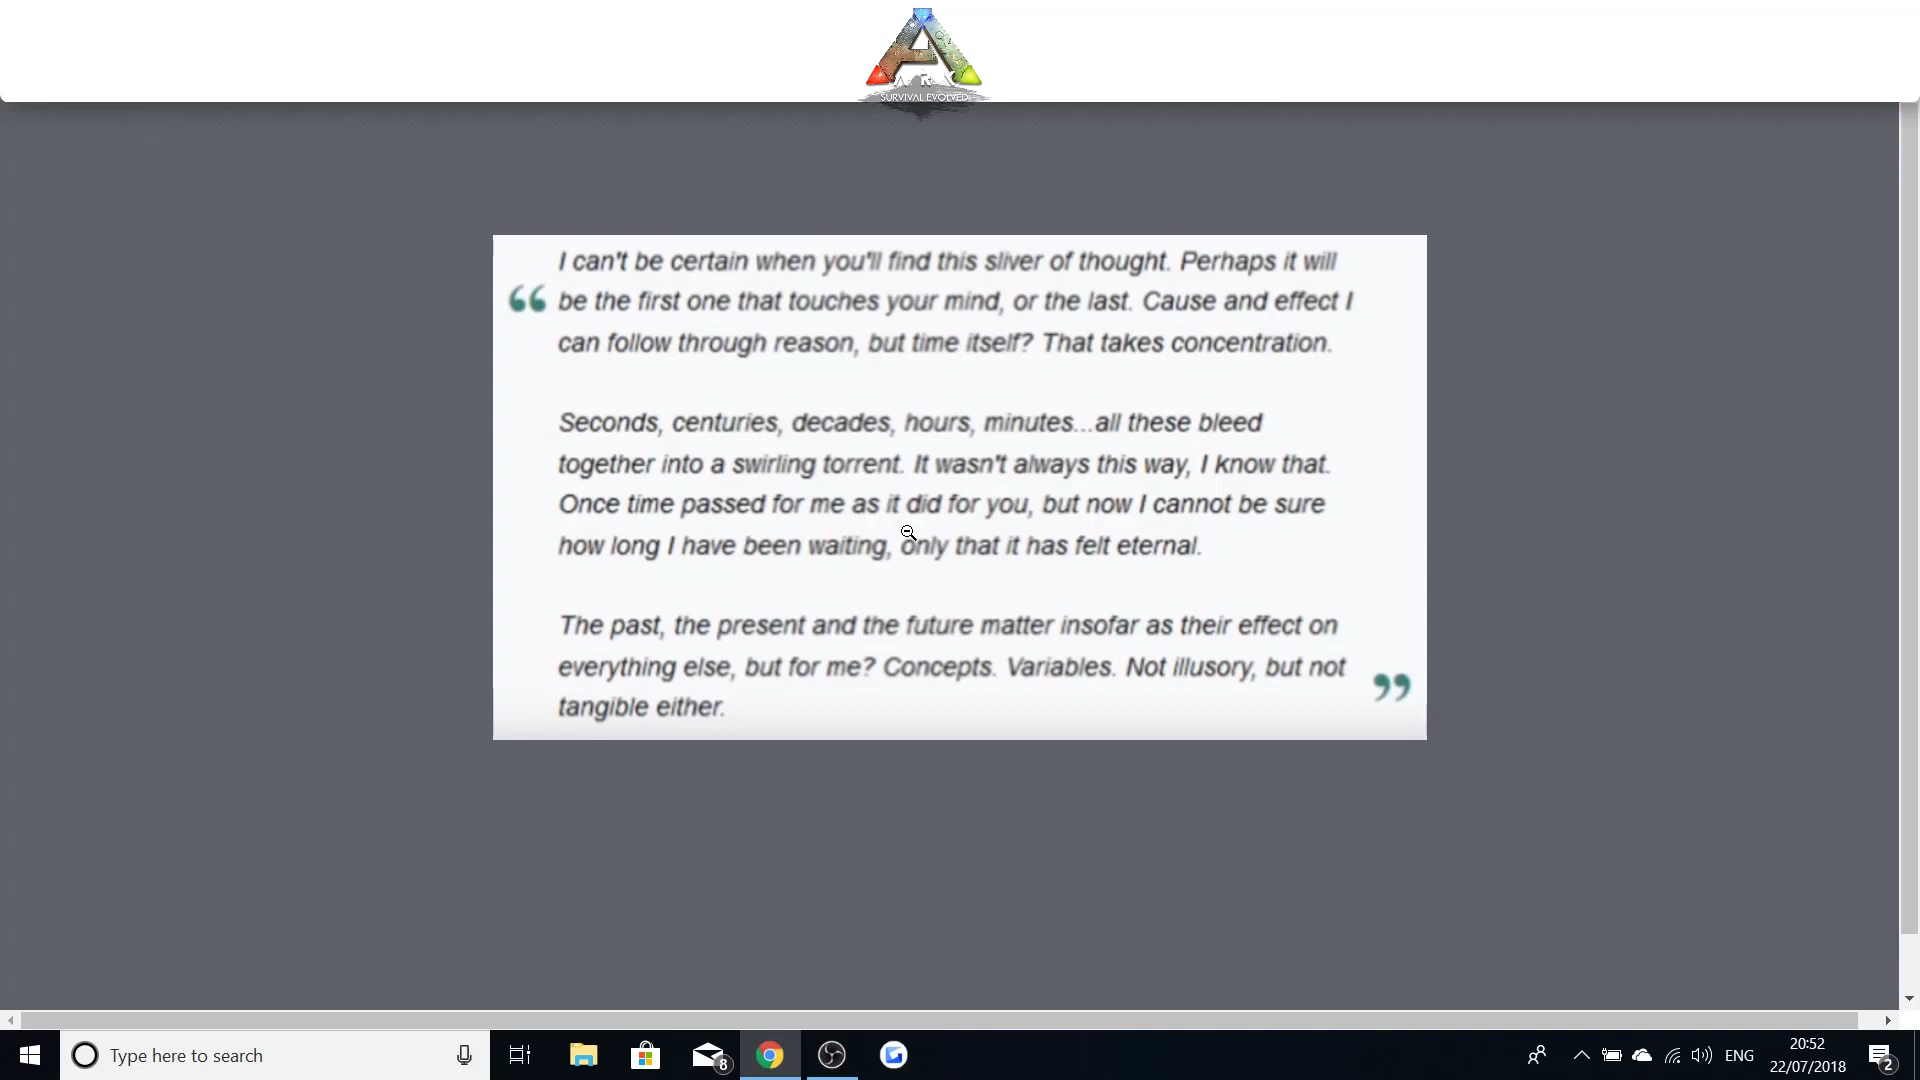 ARK
SURVIVAL EVOLVED
“ I can't be certain when you'll find this sliver of thought. Perhaps it will
be the first one that touches your mind, or the last. Cause and effect I
can follow through reason, but time itself? That takes concentration.
Seconds, centuries, decades, hours, minutes...all these bleed
together into a swirling torrent. It wasn't always this way, I know that.
Once time passed for me as it did for you, but now I cannot be sure
how long I have been waiting, only that it has felt eternal.
The past, the present and the future matter insofar as their effect on
everything else, but for me? Concepts. Variables. Not illusory, but not
tangible either. ”
Type here to search
8
ENG
20:52
22/07/2018
2